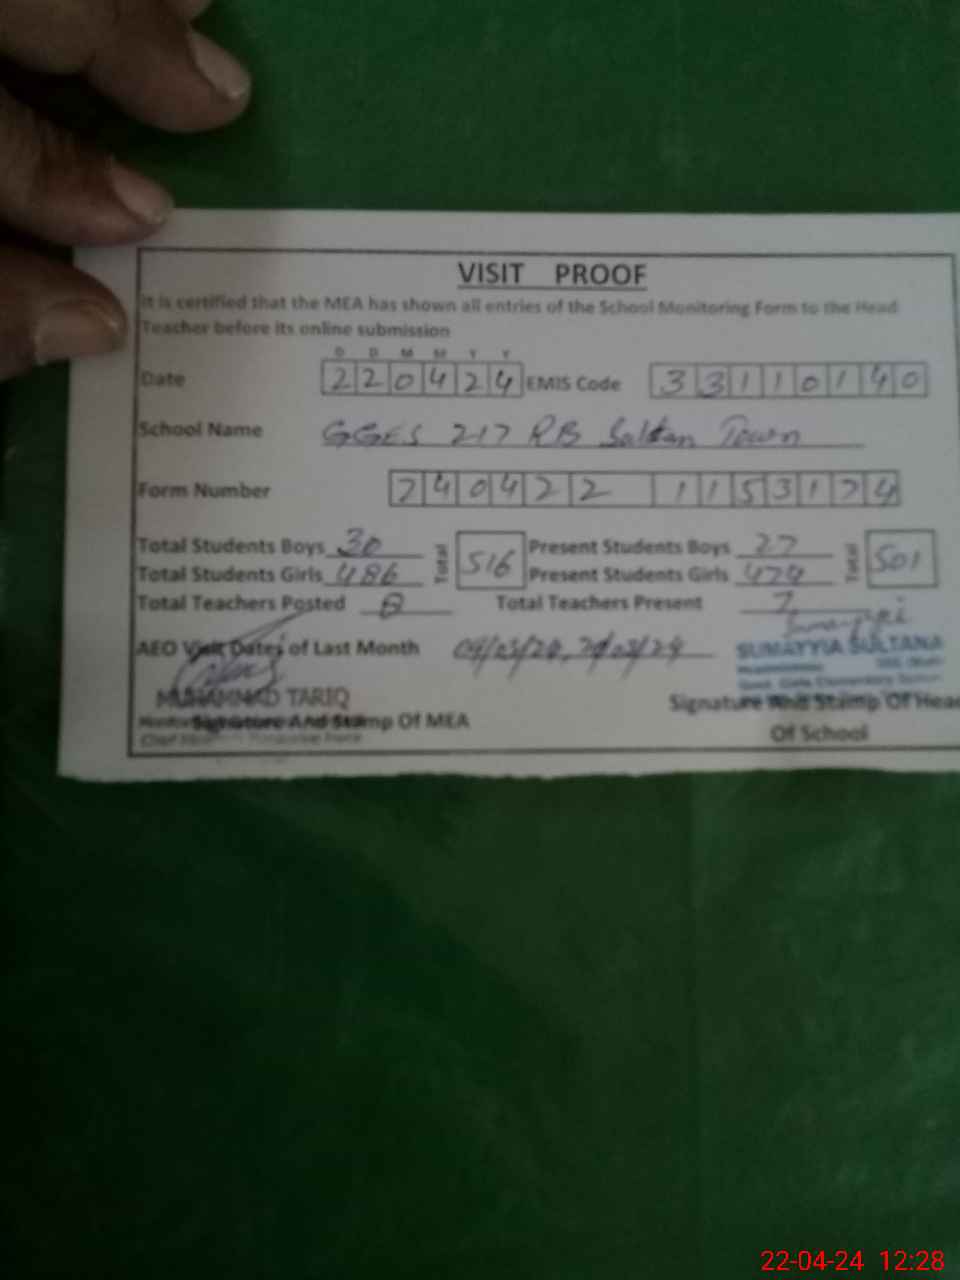 VISIT PROOF
It is certified that the MEA has shown all entries of the School Monitoring Form to the Head
Teacher before its online submission
D D M M Y Y
Date 220424 EMIS Code 33110140
School Name GGES 217 RB Sultan Town
Form Number 240422 1153174
Total Students Boys 30 Total 516 Present Students Boys 27 Total 501
Total Students Girls 486 Present Students Girls 474
Total Teachers Posted 8 Total Teachers Present 7
AEO Visit Dates of Last Month
SUMAYYIA SULTANA
MUHAMMAD TARIQ
Signature And Stamp Of MEA
Signature And Stamp Of Head
Of School
22-04-24 12:28